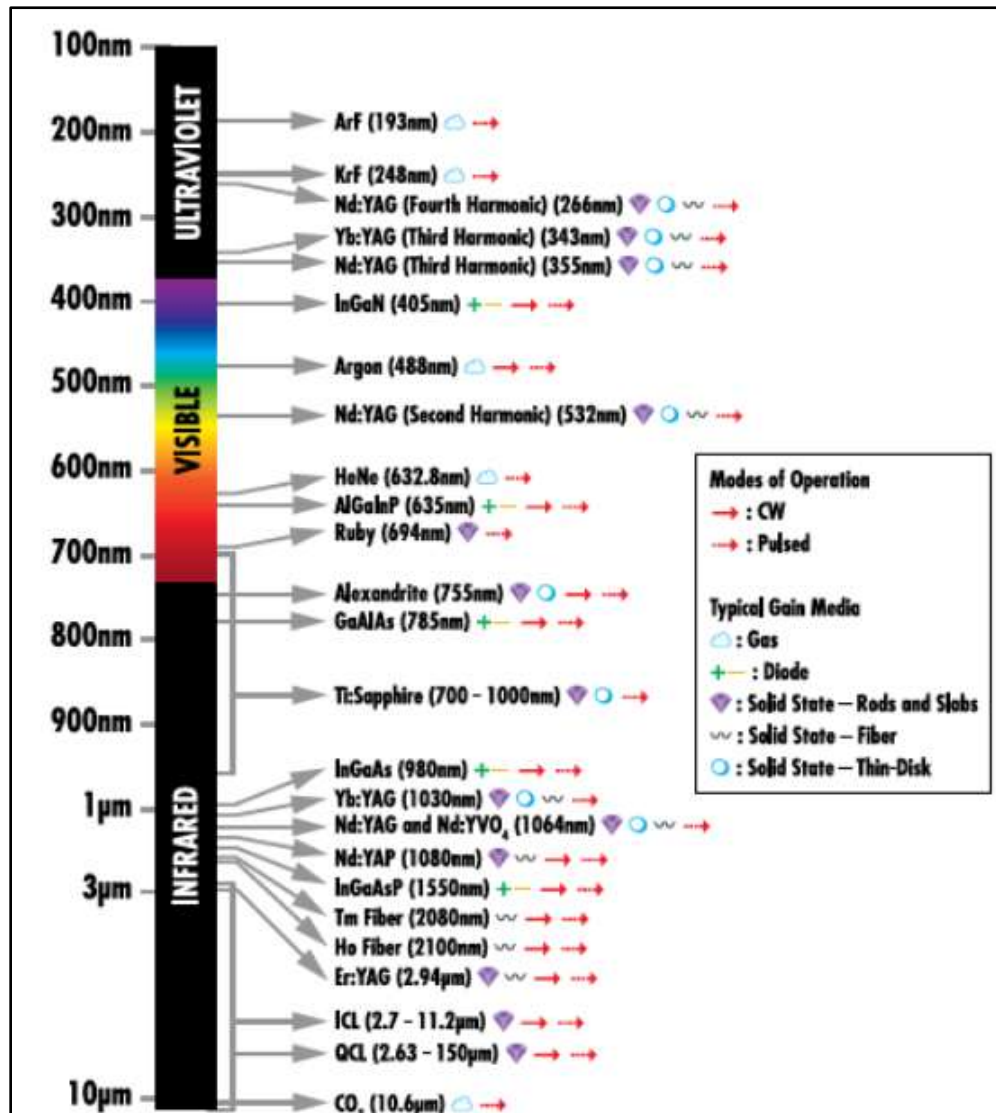 100nm
200nm
300nm
400nm
500nm
600nm
700nm
800nm
900nm
1µm
3µm
10µm
ULTRAVIOLET
VISIBLE
INFRARED
ArF (193nm)
KrF (248nm)
Nd:YAG (Fourth Harmonic) (266nm)
Yb:YAG (Third Harmonic) (343nm)
Nd:YAG (Third Harmonic) (355nm)
InGaN (405nm)
Argon (488nm)
Nd:YAG (Second Harmonic) (532nm)
HeNe (632.8nm)
AlGaInP (635nm)
Ruby (694nm)
Alexandrite (755nm)
GaAlAs (785nm)
Ti:Sapphire (700 – 1000nm)
InGaAs (980nm)
Yb:YAG (1030nm)
Nd:YAG and Nd:YVO4 (1064nm)
Nd:YAP (1080nm)
InGaAsP (1550nm)
Tm Fiber (2080nm)
Ho Fiber (2100nm)
Er:YAG (2.94µm)
ICL (2.7 – 11.2µm)
QCL (2.63 – 150µm)
CO2 (10.6µm)
Modes of Operation
: CW
: Pulsed
Typical Gain Media
: Gas
: Diode
: Solid State – Rods and Slabs
: Solid State – Fiber
: Solid State – Thin-Disk